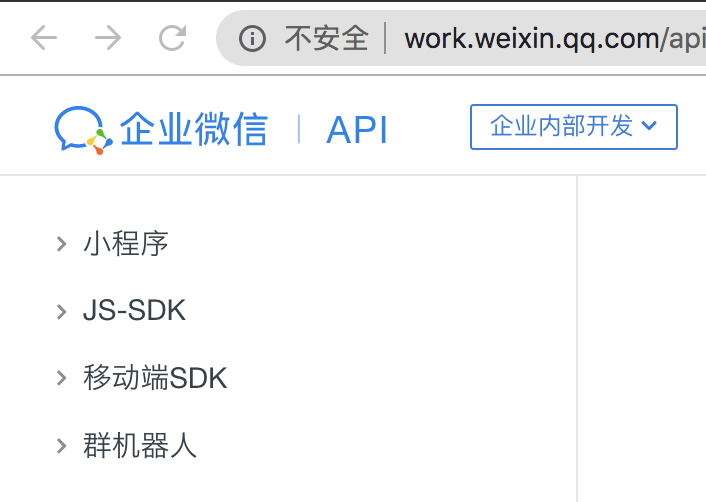 不安全 work.weixin.qq.com/api
企业微信 API 企业内部开发
小程序
JS-SDK
移动端SDK
群机器人